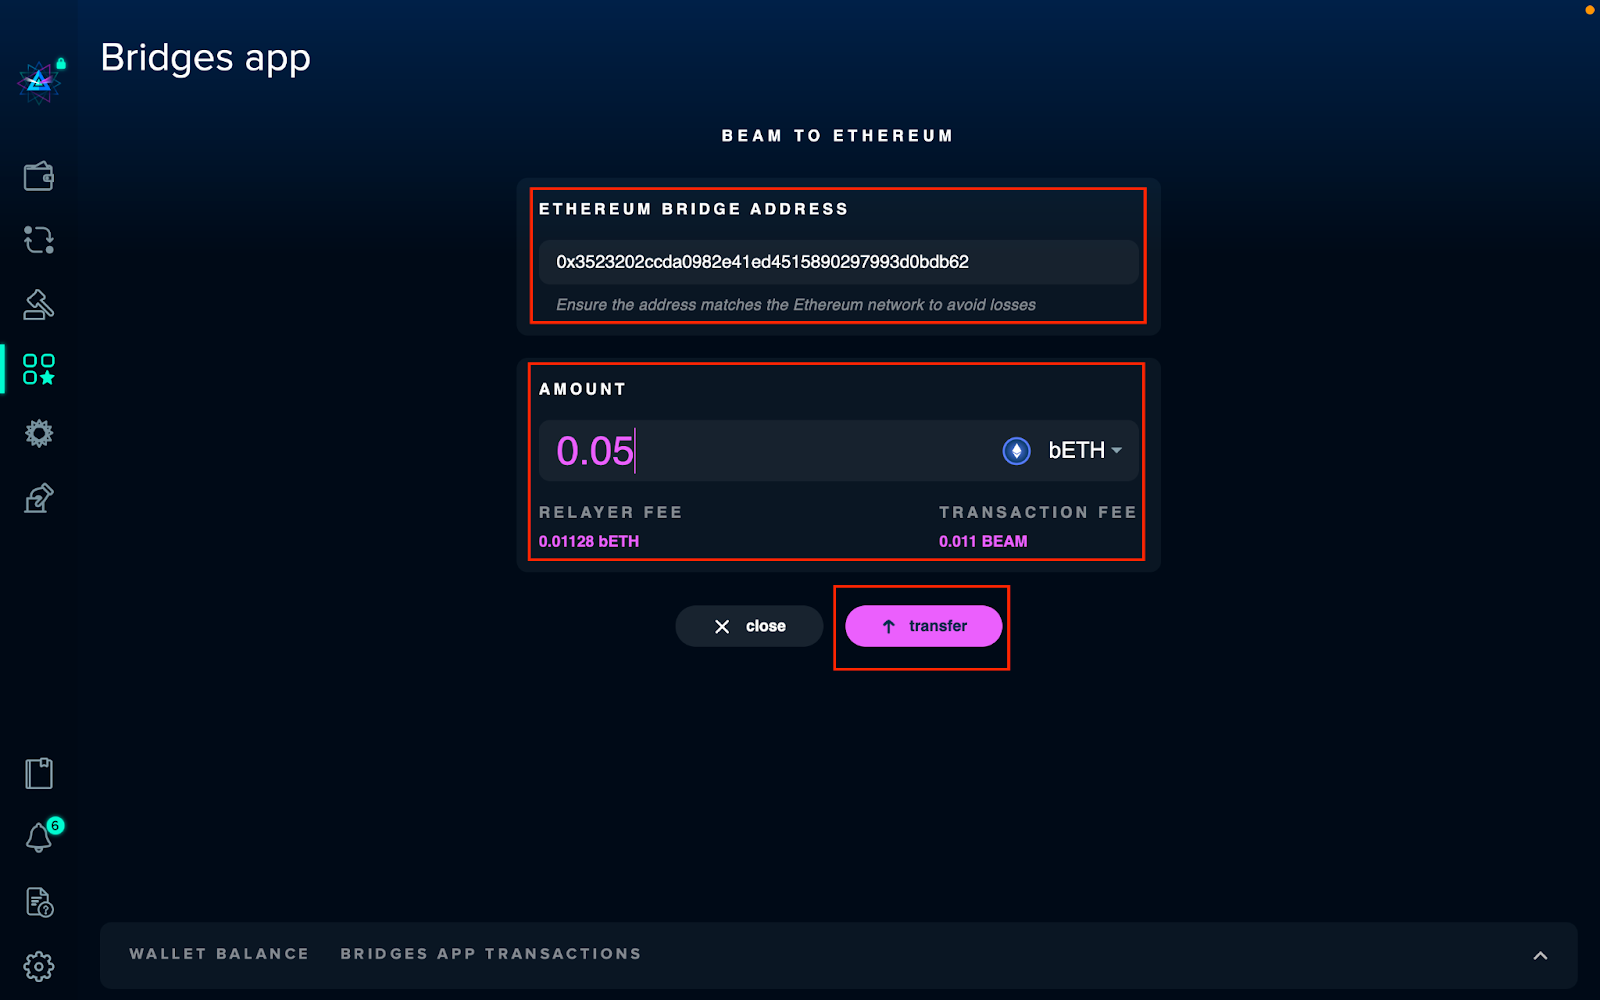 Bridges app
BEAM TO ETHEREUM
ETHEREUM BRIDGE ADDRESS
0x3523202ccda0982e41ed4515890297993d0bdb62
Ensure the address matches the Ethereum network to avoid losses
AMOUNT
0.05
bETH
RELAYER FEE
TRANSACTION FEE
0.01128 bETH
0.011 BEAM
close
transfer
6
WALLET BALANCE
BRIDGES APP TRANSACTIONS